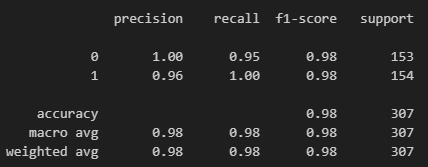 precision recall f1-score support
0 1.00 0.95 0.98 153
1 0.96 1.00 0.98 154
accuracy 0.98 307
macro avg 0.98 0.98 0.98 307
weighted avg 0.98 0.98 0.98 307